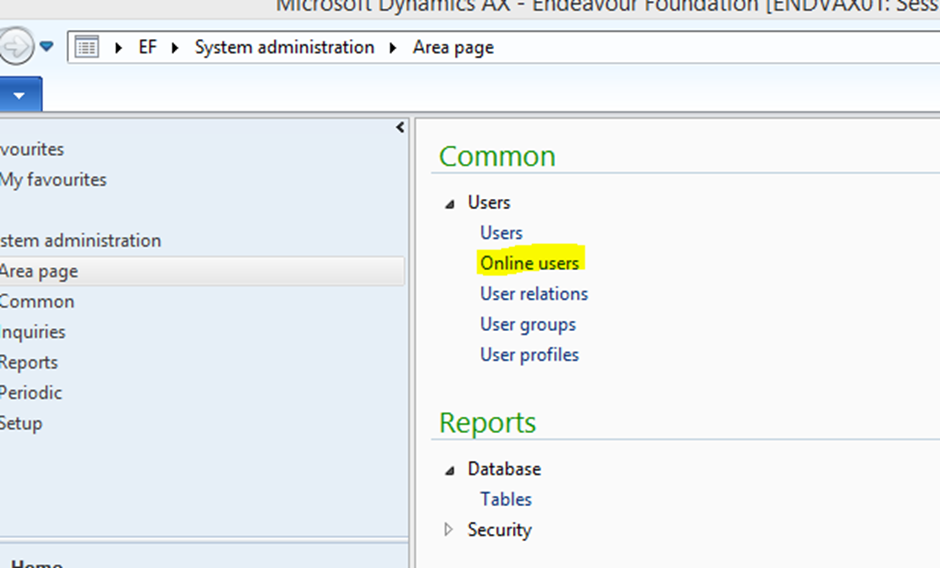 Microsoft Dynamics AX - Endeavour Foundation [ENDVAX01: Sess
EF System administration Area page
vourites
My favourites
stem administration
Area page
Common
Inquiries
Reports
Periodic
Setup
Home
Common
Users
Users
Online users
User relations
User groups
User profiles
Reports
Database
Tables
Security